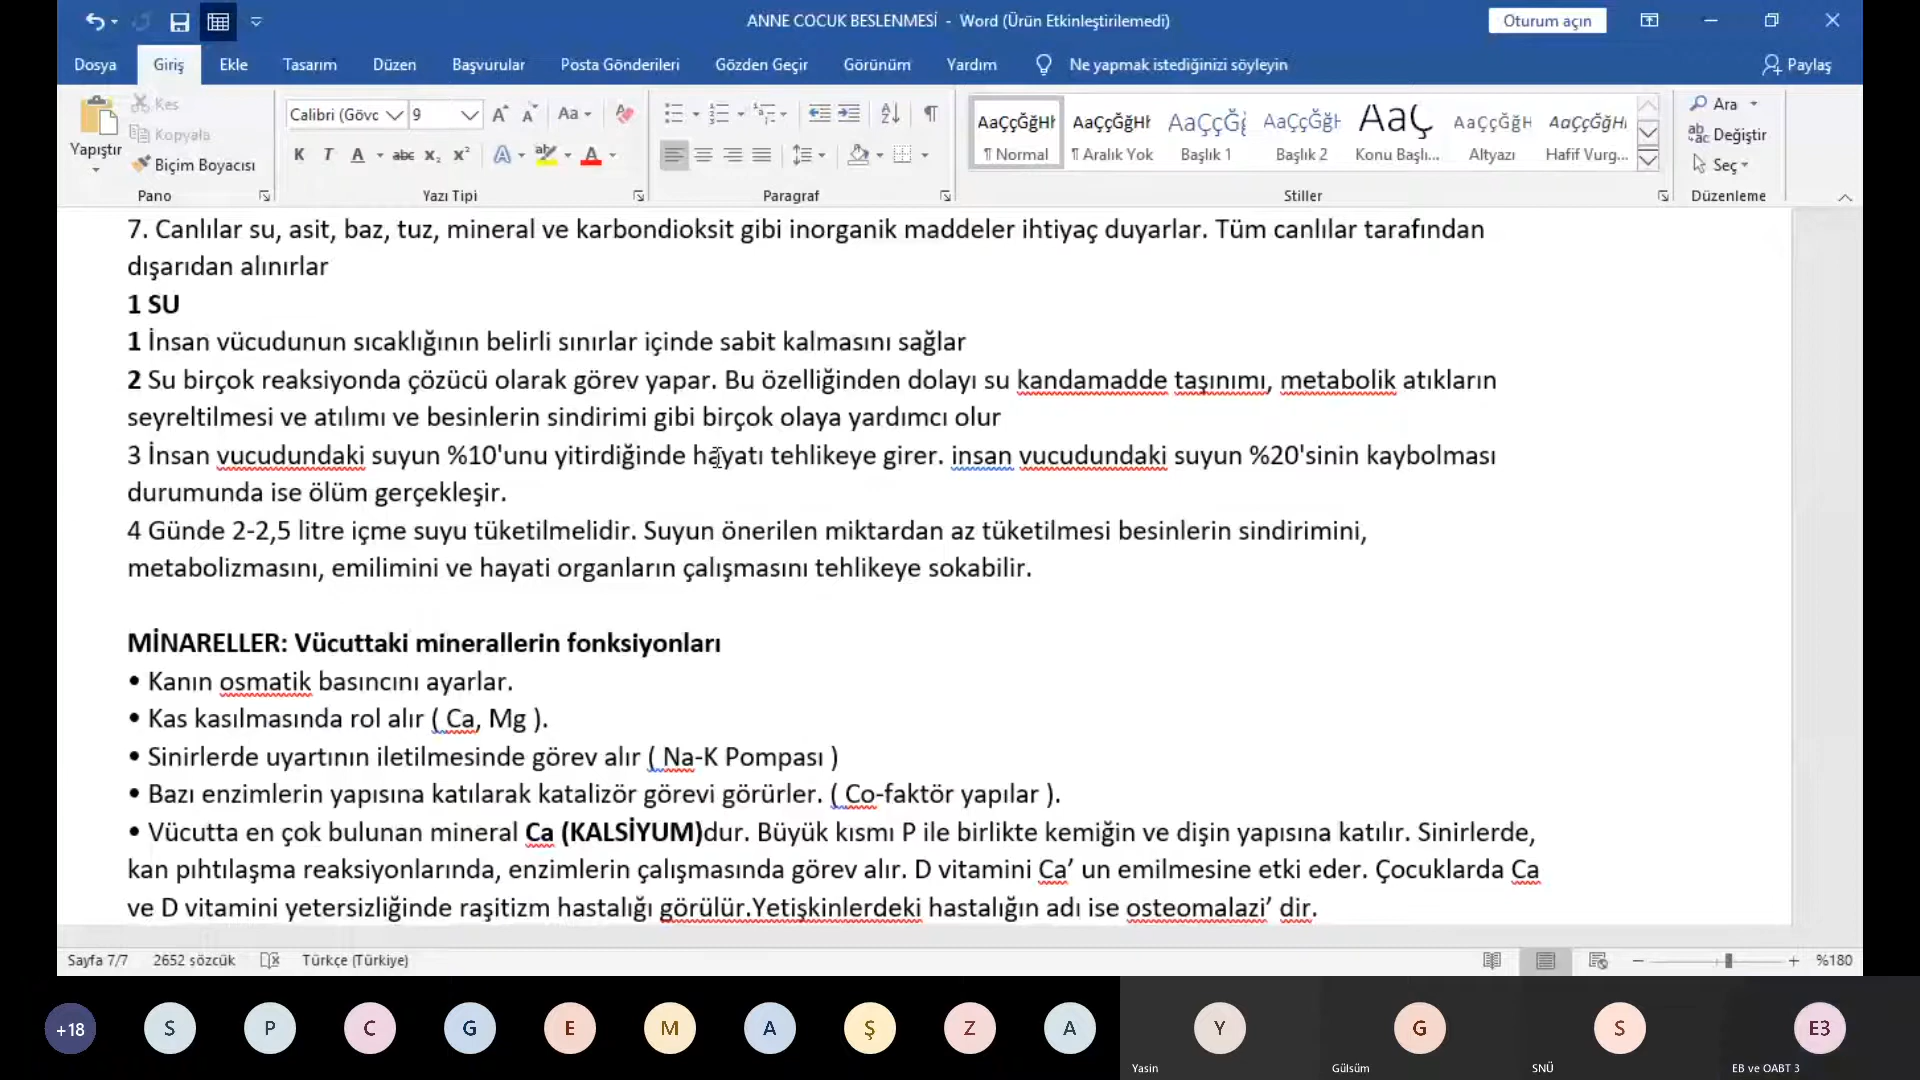 ANNE COCUK BESLENMESİ - Word (Ürün Etkinleştirilemedi)
Oturum açın
Dosya Giriş Ekle Tasarım Düzen Başvurular Posta Gönderileri Gözden Geçir Görünüm Yardım Ne yapmak istediğinizi söyleyin Paylaş
Yapıştır
Kes
Kopyala
Biçim Boyacısı
Pano
Calibri (Gövc 9
Aa
K T A abc x₂ x²
Yazı Tipi
Paragraf
AaÇçĞğHł AaÇçĞğHł AaÇçĞğ AaÇçĞğH AaÇ AaÇçĞğH AaÇçĞğHı
¶ Normal ¶ Aralık Yok Başlık 1 Başlık 2 Konu Başlı... Altyazı Hafif Vurg...
Stiller
Ara
Değiştir
Seç
Düzenleme
7. Canlılar su, asit, baz, tuz, mineral ve karbondioksit gibi inorganik maddeler ihtiyaç duyarlar. Tüm canlılar tarafından
dışarıdan alınırlar
1 SU
1 İnsan vücudunun sıcaklığının belirli sınırlar içinde sabit kalmasını sağlar
2 Su birçok reaksiyonda çözücü olarak görev yapar. Bu özelliğinden dolayı su kandamadde taşınımı, metabolik atıkların
seyreltilmesi ve atılımı ve besinlerin sindirimi gibi birçok olaya yardımcı olur
3 İnsan vucudundaki suyun %10'unu yitirdiğinde hayatı tehlikeye girer. insan vucudundaki suyun %20'sinin kaybolması
durumunda ise ölüm gerçekleşir.
4 Günde 2-2,5 litre içme suyu tüketilmelidir. Suyun önerilen miktardan az tüketilmesi besinlerin sindirimini,
metabolizmasını, emilimini ve hayati organların çalışmasını tehlikeye sokabilir.
MİNARELLER: Vücuttaki minerallerin fonksiyonları
• Kanın osmatik basıncını ayarlar.
• Kas kasılmasında rol alır ( Ca, Mg ).
• Sinirlerde uyartının iletilmesinde görev alır ( Na-K Pompası )
• Bazı enzimlerin yapısına katılarak katalizör görevi görürler. ( Co-faktör yapılar ).
• Vücutta en çok bulunan mineral Ca (KALSİYUM)dur. Büyük kısmı P ile birlikte kemiğin ve dişin yapısına katılır. Sinirlerde,
kan pıhtılaşma reaksiyonlarında, enzimlerin çalışmasında görev alır. D vitamini Ca’ un emilmesine etki eder. Çocuklarda Ca
ve D vitamini yetersizliğinde raşitizm hastalığı görülür.Yetişkinlerdeki hastalığın adı ise osteomalazi’ dir.
Sayfa 7/7 2652 sözcük Türkçe (Türkiye) %180
+18 S P C G E M A Ş Z A Y G S E3
Yasin Gülsüm SNÜ EB ve OABT 3